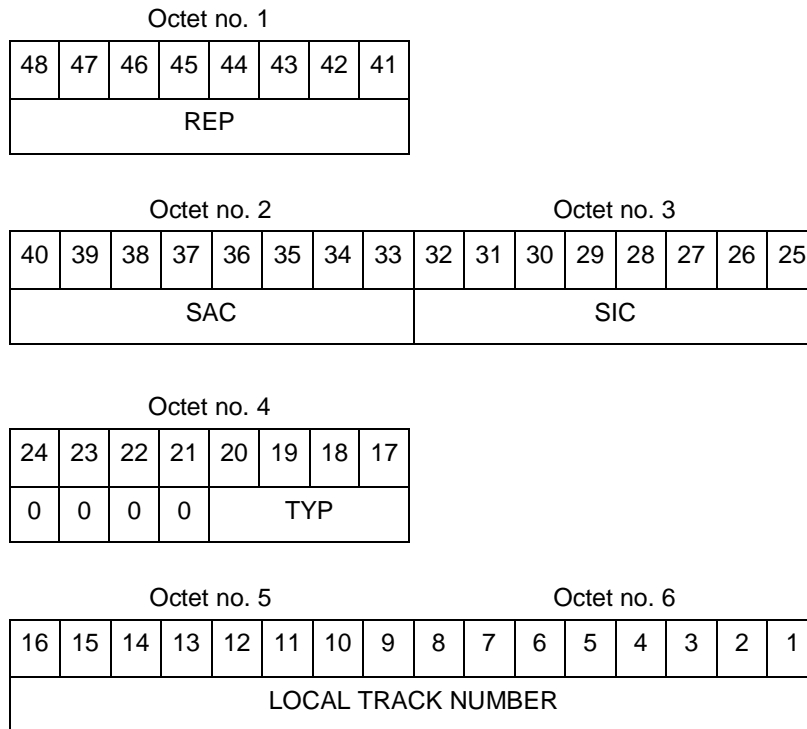 Octet no. 1
48 47 46 45 44 43 42 41
REP
Octet no. 2 Octet no. 3
40 39 38 37 36 35 34 33 32 31 30 29 28 27 26 25
SAC SIC
Octet no. 4
24 23 22 21 20 19 18 17
0 0 0 0 TYP
Octet no. 5 Octet no. 6
16 15 14 13 12 11 10 9 8 7 6 5 4 3 2 1
LOCAL TRACK NUMBER